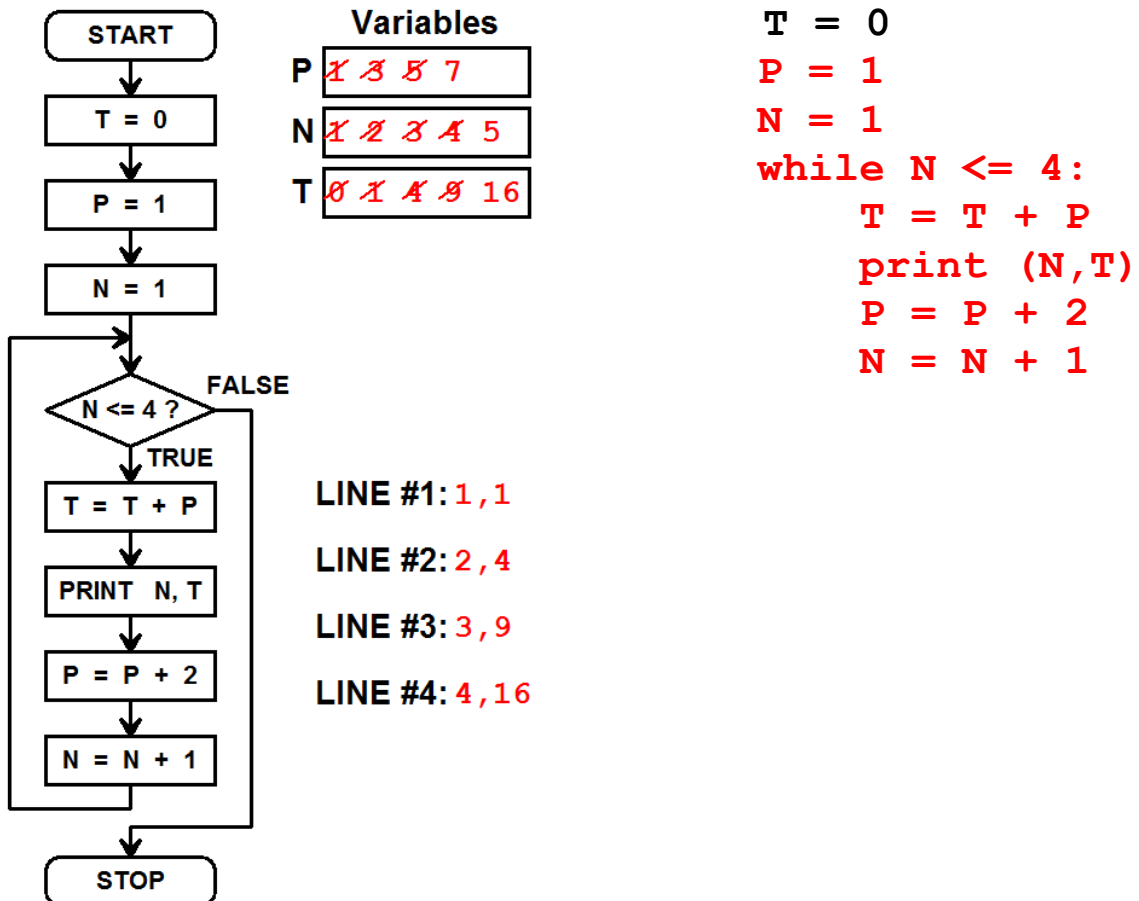 START
T = 0
P = 1
N = 1
N <= 4 ?
FALSE
TRUE
T = T + P
PRINT N, T
P = P + 2
N = N + 1
STOP
Variables
P 1 3 5 7
N 1 2 3 4 5
T 0 1 4 9 16
LINE #1: 1,1
LINE #2: 2,4
LINE #3: 3,9
LINE #4: 4,16
T = 0
P = 1
N = 1
while N <= 4:
T = T + P
print (N,T)
P = P + 2
N = N + 1